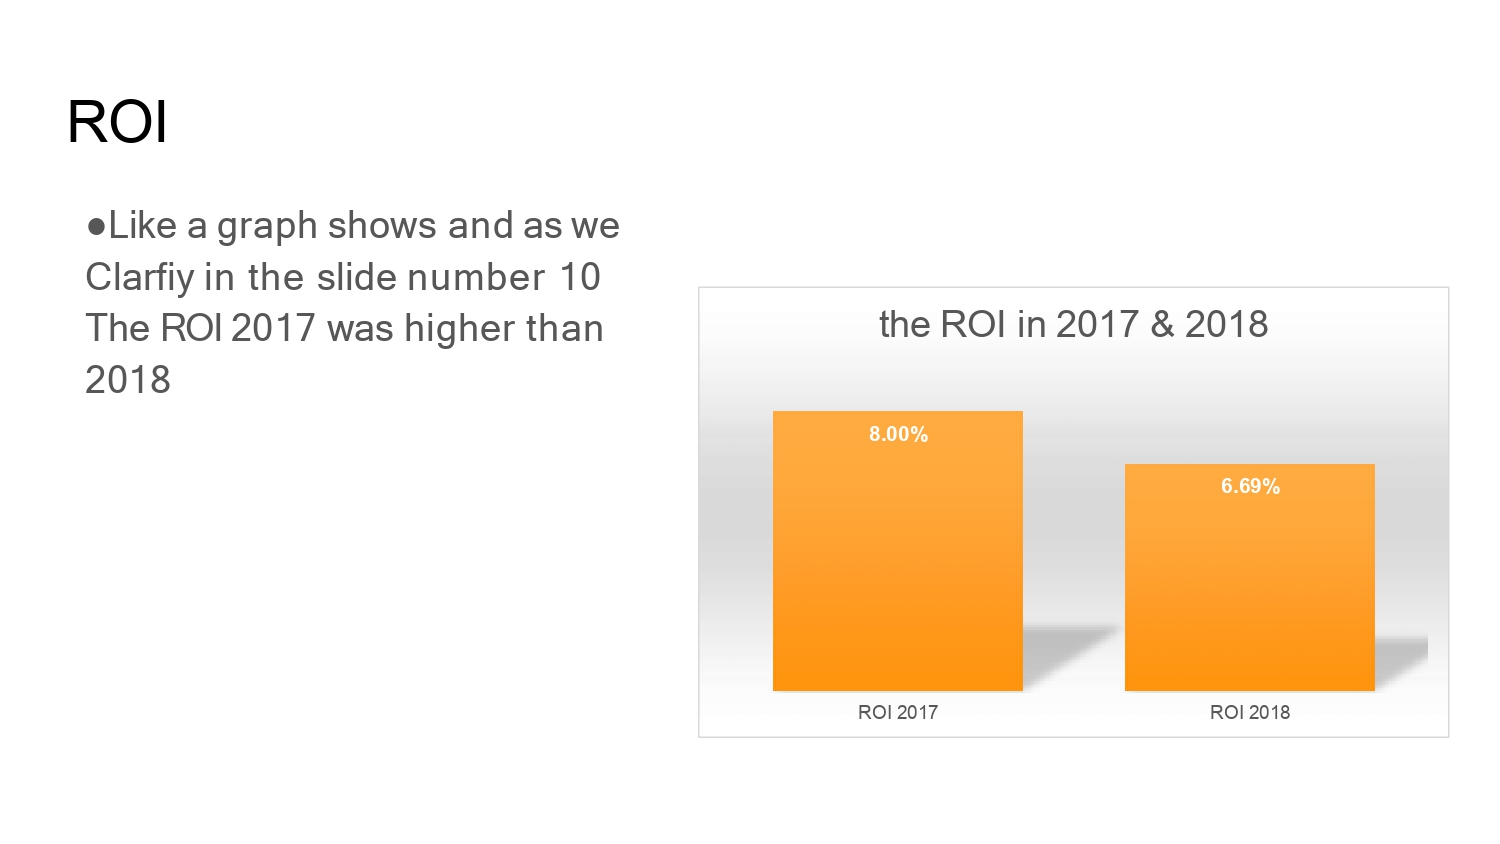 ROI
●Like a graph shows and as we
Clarfiy in the slide number 10
The ROI 2017 was higher than
2018
the ROI in 2017 & 2018
8.00%
6.69%
ROI 2017
ROI 2018